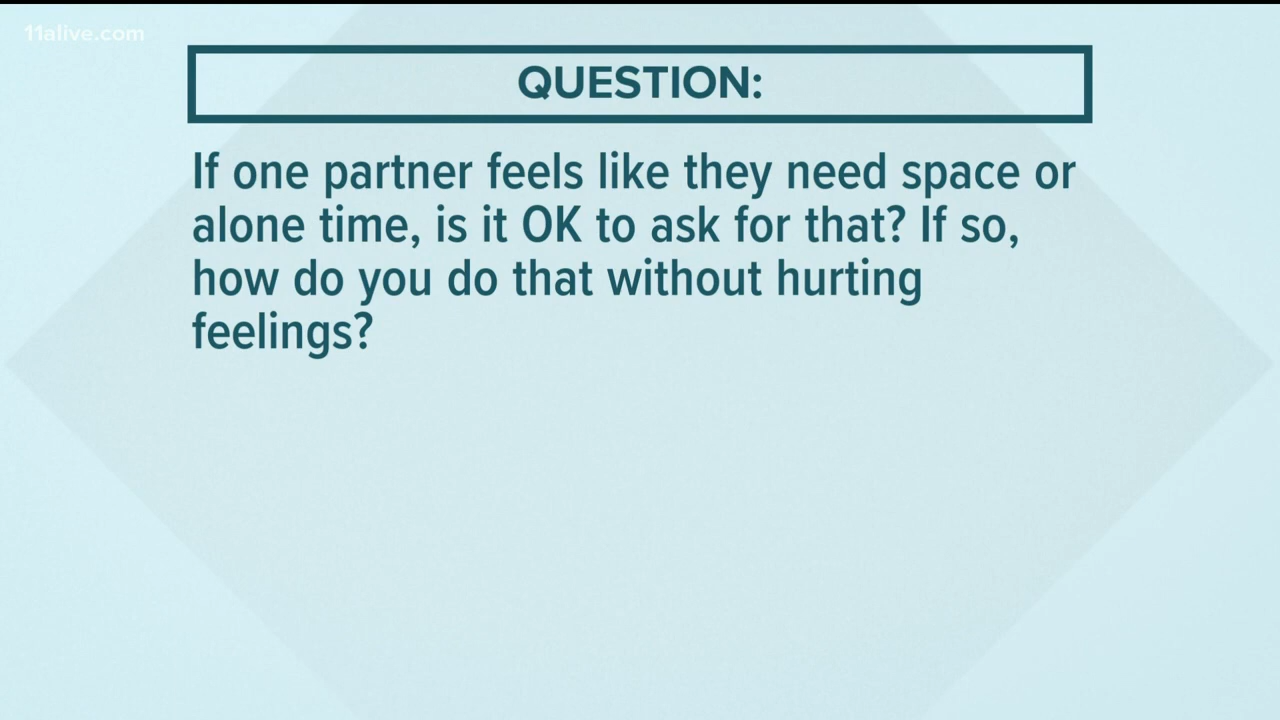 11alive.com
QUESTION:
If one partner feels like they need space or
alone time, is it OK to ask for that? If so,
how do you do that without hurting
feelings?